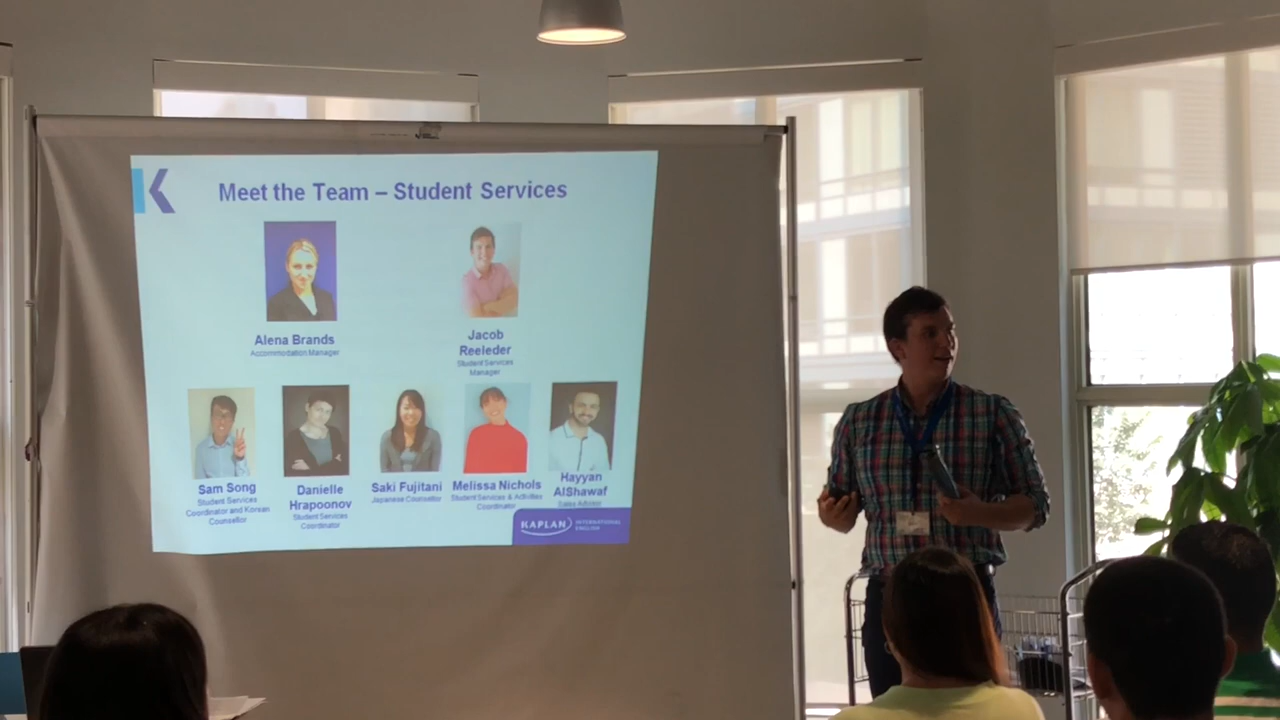 Meet the Team – Student Services
Alena Brands
Accommodation Manager
Jacob
Reeleder
Student Services
Manager
Sam Song
Student Services
Coordinator and Korean
Counsellor
Danielle
Hrapoonov
Student Services
Coordinator
Saki Fujitani
Japanese Counsellor
Melissa Nichols
Student Services & Activities
Coordinator
Hayyan
AlShawaf
Sales Advisor
KAPLAN
INTERNATIONAL
ENGLISH